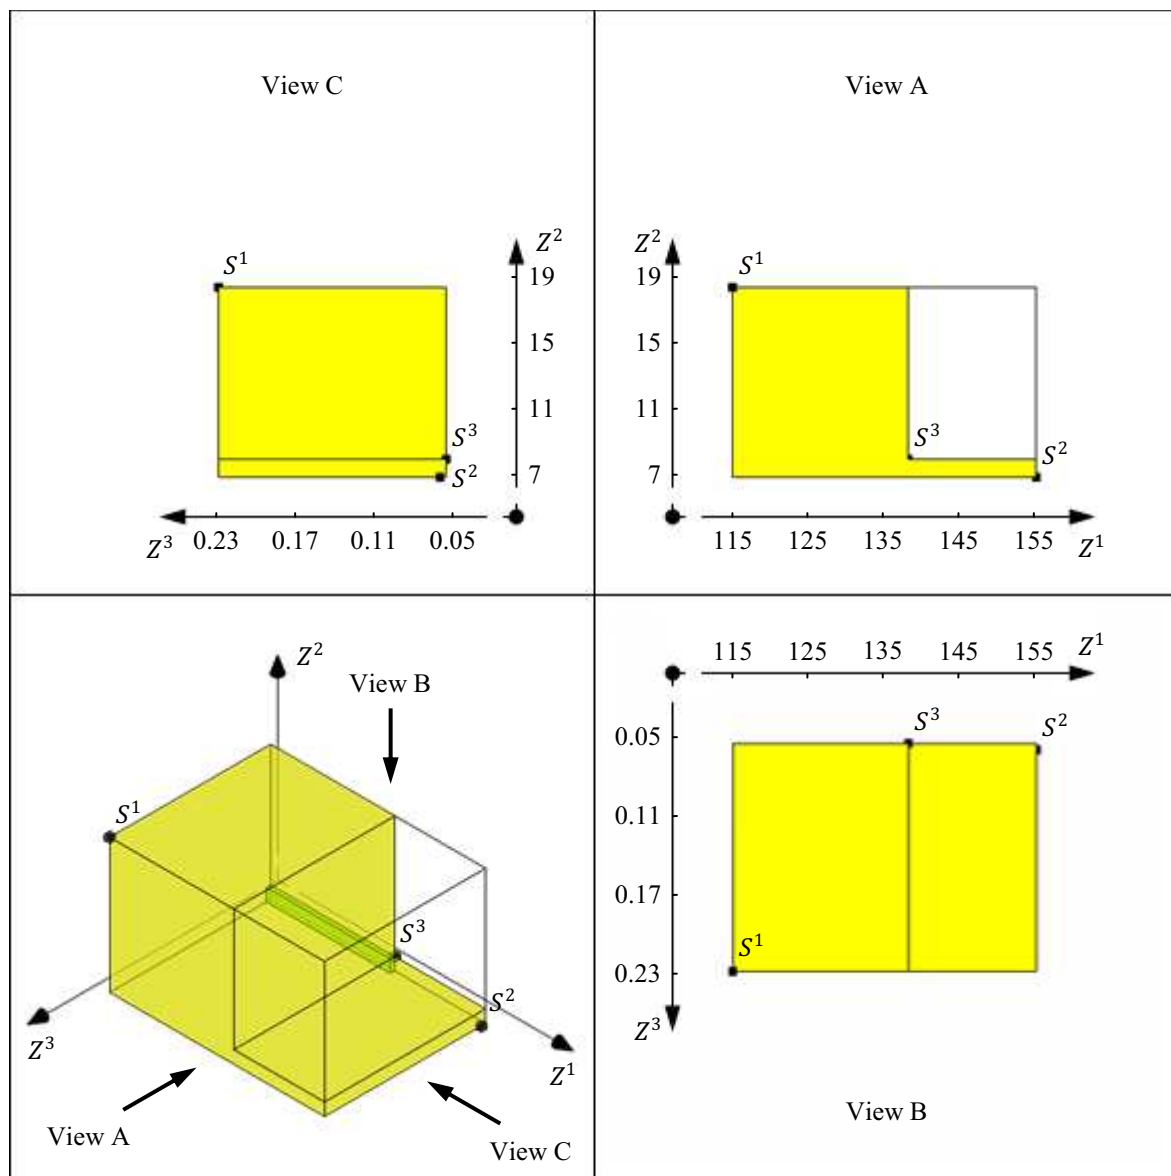 View C
Z²
S¹
19
15
11
S³
7
S²
Z³ 0.23 0.17 0.11 0.05
View A
Z²
S¹
19
15
11
S³
S²
7
115 125 135 145 155 Z¹
Z²
View B
S¹
S³
S²
Z³
Z¹
View A
View C
115 125 135 145 155 Z¹
S³ S²
0.05
0.11
0.17
S¹
0.23
Z³
View B